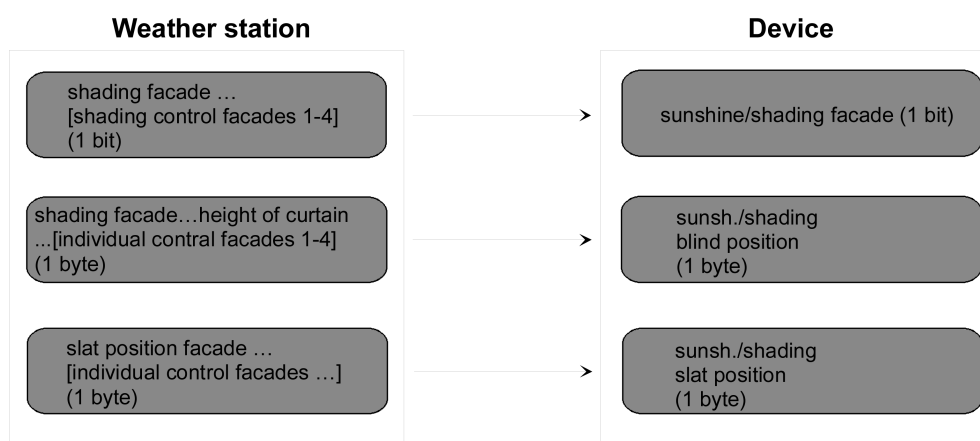 Weather station
Device
shading facade …
[shading control facades 1-4]
(1 bit)
sunshine/shading facade (1 bit)
shading facade…height of curtain
...[individual contral facades 1-4]
(1 byte)
sunsh./shading
blind position
(1 byte)
slat position facade …
[individual control facades …]
(1 byte)
sunsh./shading
slat position
(1 byte)